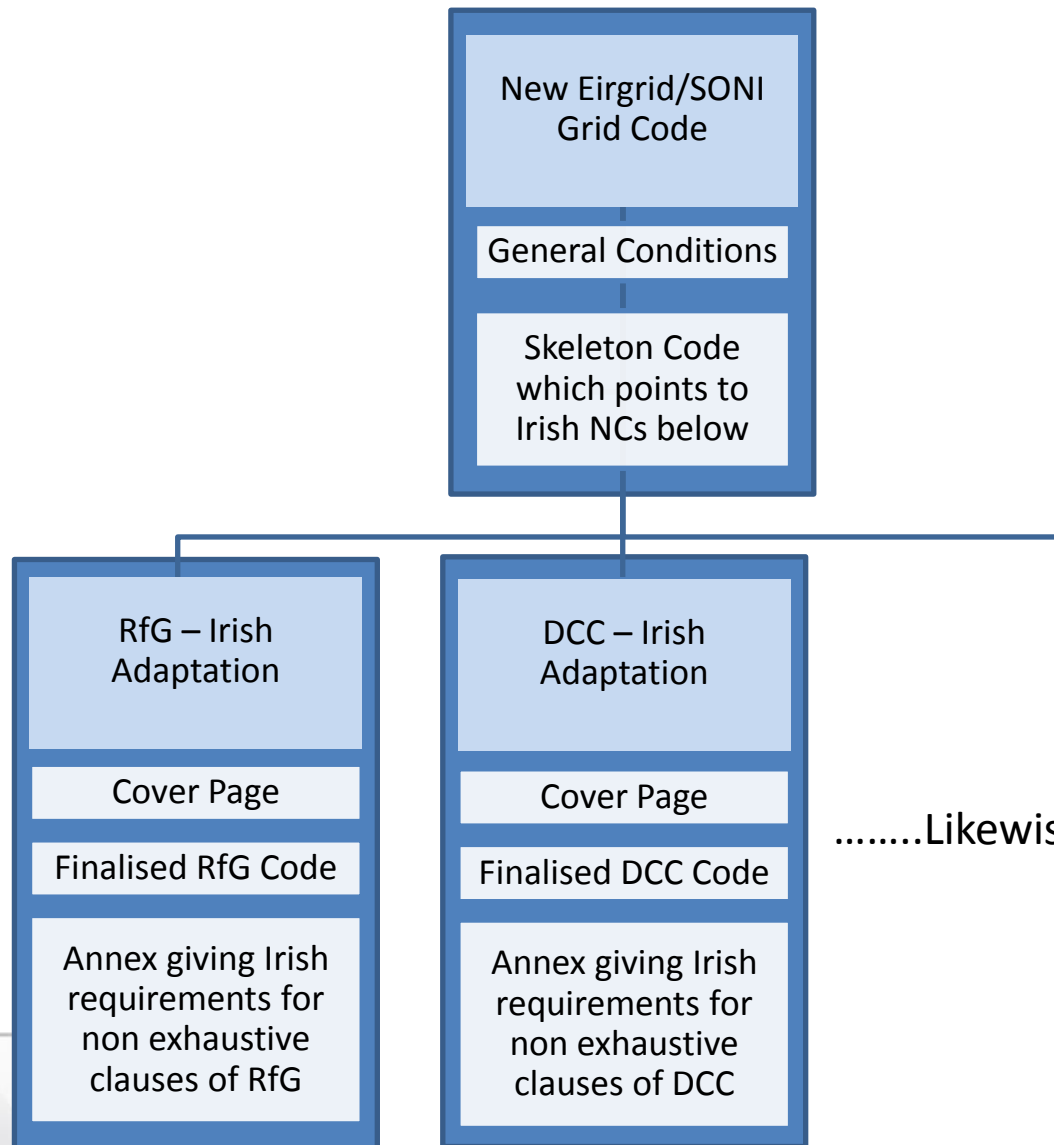 New Eirgrid/SONI
Grid Code
General Conditions
Skeleton Code
which points to
Irish NCs below
RfG – Irish
Adaptation
Cover Page
Finalised RfG Code
Annex giving Irish
requirements for
non exhaustive
clauses of RfG
DCC – Irish
Adaptation
Cover Page
Finalised DCC Code
Annex giving Irish
requirements for
non exhaustive
clauses of DCC